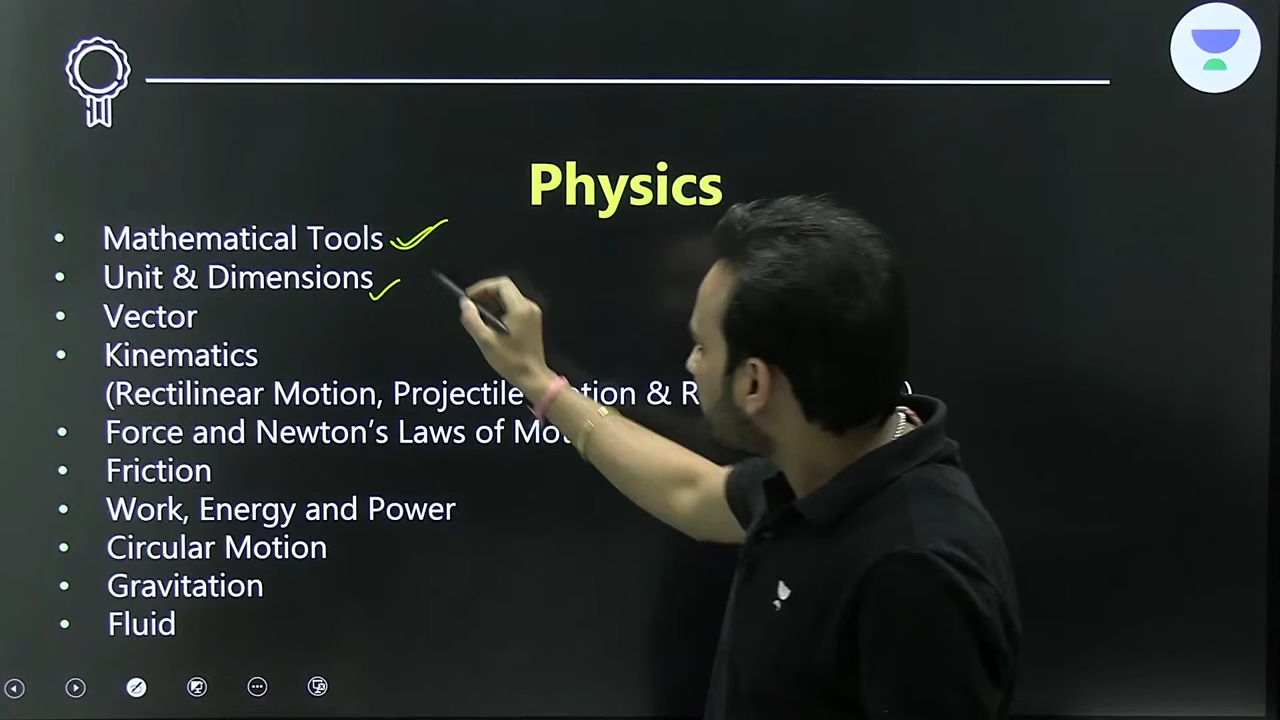 Physics
• Mathematical Tools
• Unit & Dimensions
• Vector
• Kinematics
(Rectilinear Motion, Projectile & R
• Force and Newton's Laws of
• Friction
• Work, Energy and Power
• Circular Motion
• Gravitation
• Fluid